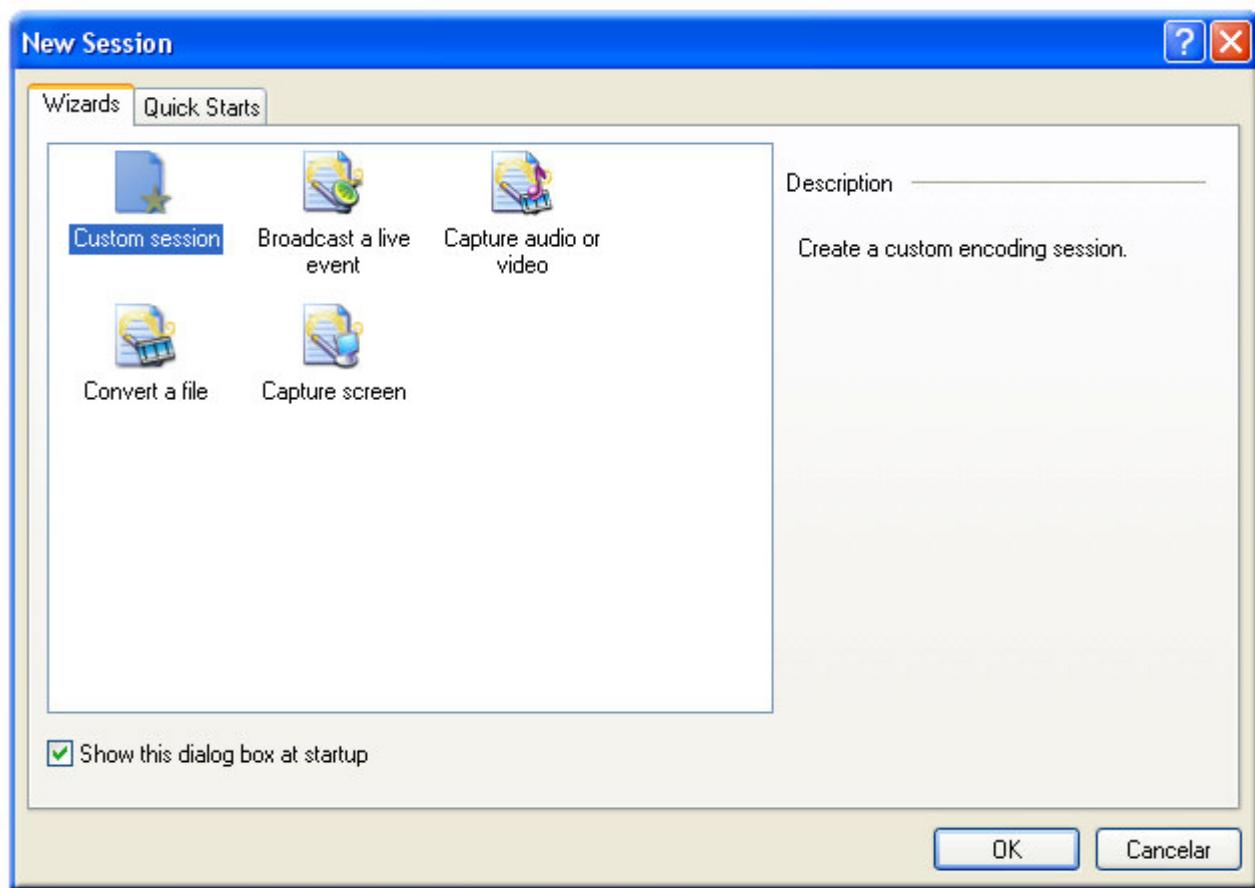 New Session
Wizards
Quick Starts
Custom session
Broadcast a live
event
Capture audio or
video
Convert a file
Capture screen
Description
Create a custom encoding session.
Show this dialog box at startup
OK
Cancelar